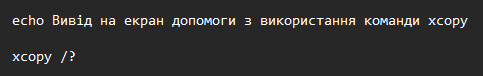 echo Вивід на екран допомоги з використання команди xcopy
xcopy /?